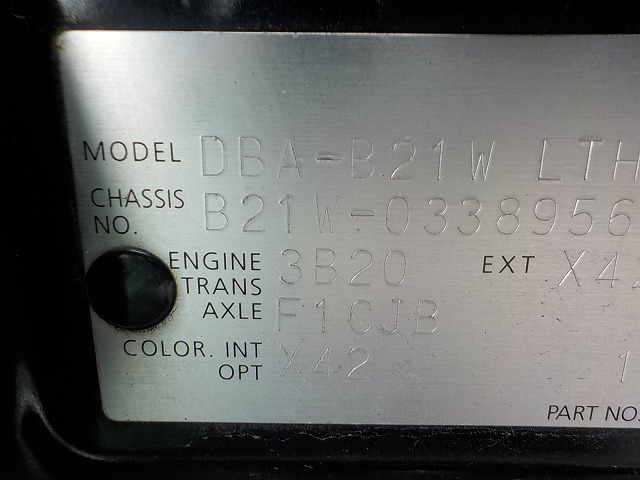 MODEL DBA-B21W LTH
CHASSIS NO. B21W-0338956
ENGINE 3B20 EXT X42
TRANS AXLE F1CJB
COLOR. INT X42
OPT 1
PART NO.